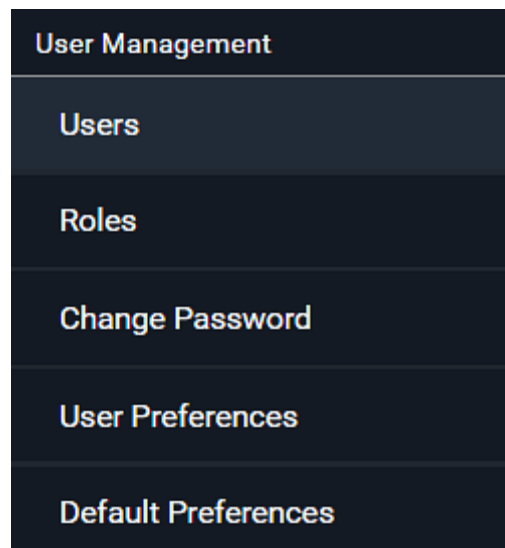 User Management
Users
Roles
Change Password
User Preferences
Default Preferences